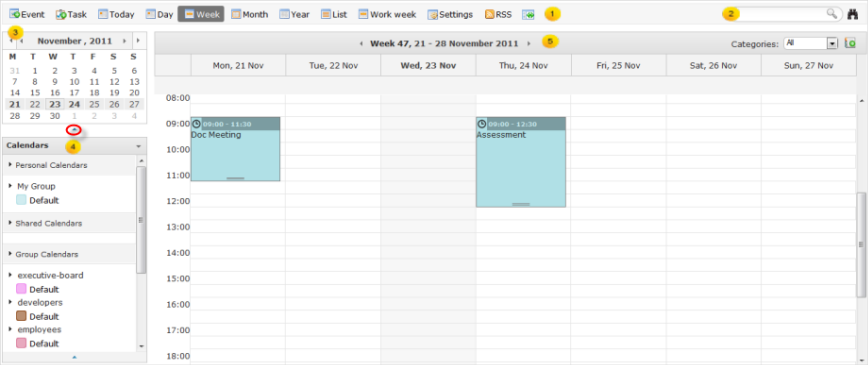 Event Task Today Day Week Month Year List Work week Settings RSS 1 2
3
November , 2011
M T W T F S S
31 1 2 3 4 5 6
7 8 9 10 11 12 13
14 15 16 17 18 19 20
21 22 23 24 25 26 27
28 29 30 1 2 3 4
Calendars
4
Personal Calendars
My Group
Default
Shared Calendars
Group Calendars
executive-board
Default
developers
Default
employees
Default
Week 47, 21 - 28 November 2011 5
Categories: All
Mon, 21 Nov Tue, 22 Nov Wed, 23 Nov Thu, 24 Nov Fri, 25 Nov Sat, 26 Nov Sun, 27 Nov
08:00
09:00 09:00 - 11:30 09:00 - 12:30
Doc Meeting Assessment
10:00
11:00
12:00
13:00
14:00
15:00
16:00
17:00
18:00